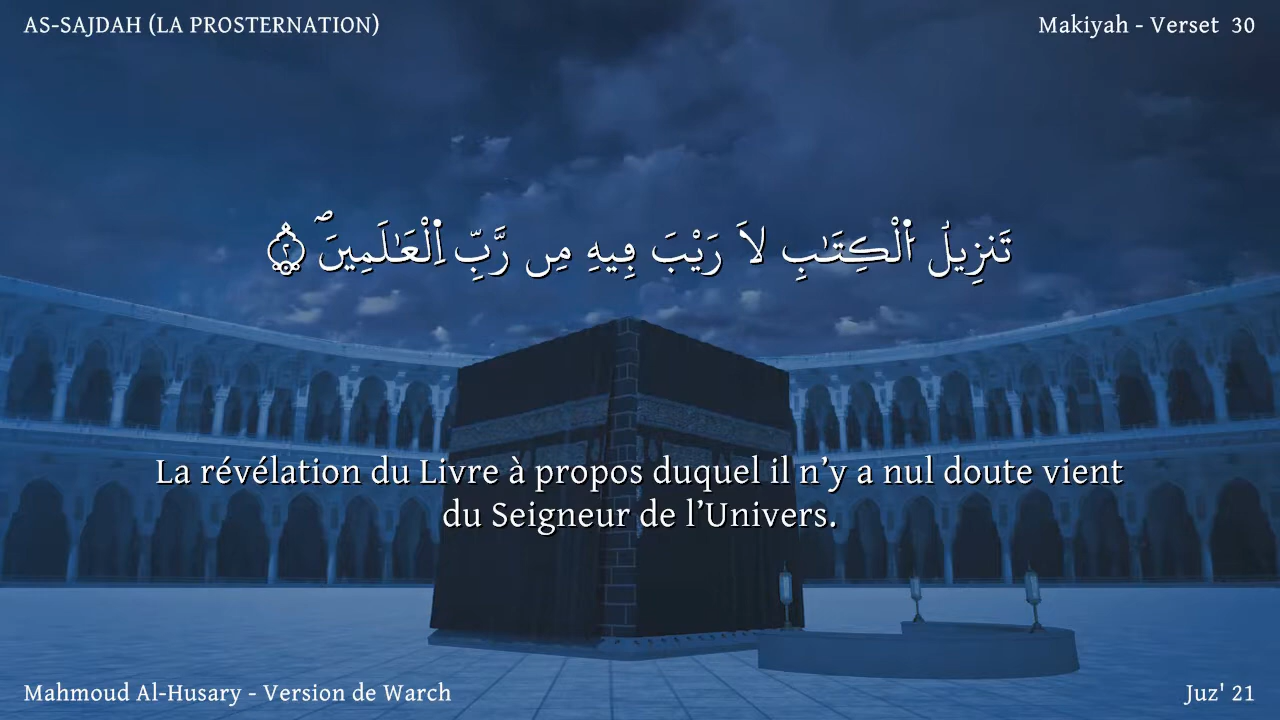 AS-SAJDAH (LA PROSTERNATION)
Makiyah - Verset 30
تَنزِيلُ اُ۬لْكِتَٰبِ لَا رَيْبَ فِيهِ مِن رَّبِّ اِ۬لْعَٰلَمِينَۖ ١
La révélation du Livre à propos duquel il n’y a nul doute vient
du Seigneur de l’Univers.
Mahmoud Al-Husary - Version de Warch
Juz' 21